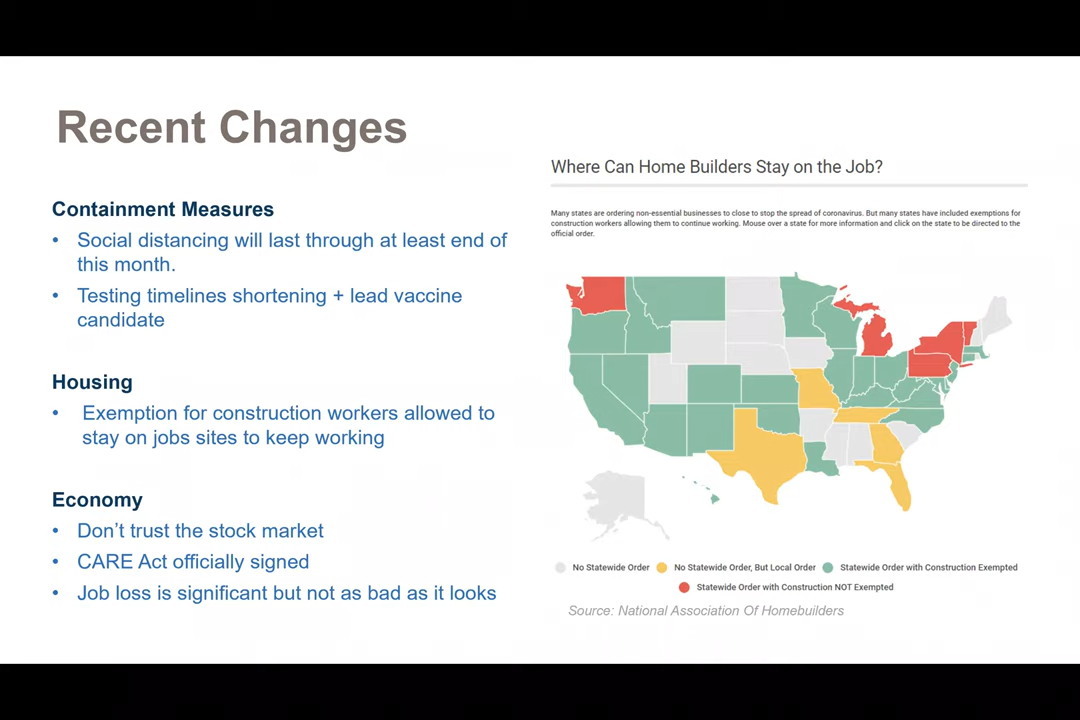 Recent Changes
Containment Measures
• Social distancing will last through at least end of
this month.
• Testing timelines shortening + lead vaccine
candidate
Housing
• Exemption for construction workers allowed to
stay on jobs sites to keep working
Economy
• Don’t trust the stock market
• CARE Act officially signed
• Job loss is significant but not as bad as it looks
Where Can Home Builders Stay on the Job?
Many states are ordering non-essential businesses to close to stop the spread of coronavirus. But many states have included exemptions for
construction workers allowing them to continue working. Mouse over a state for more information and click on the state to be directed to the
official order.
No Statewide Order No Statewide Order, But Local Order Statewide Order with Construction Exempted
Statewide Order with Construction NOT Exempted
Source: National Association Of Homebuilders